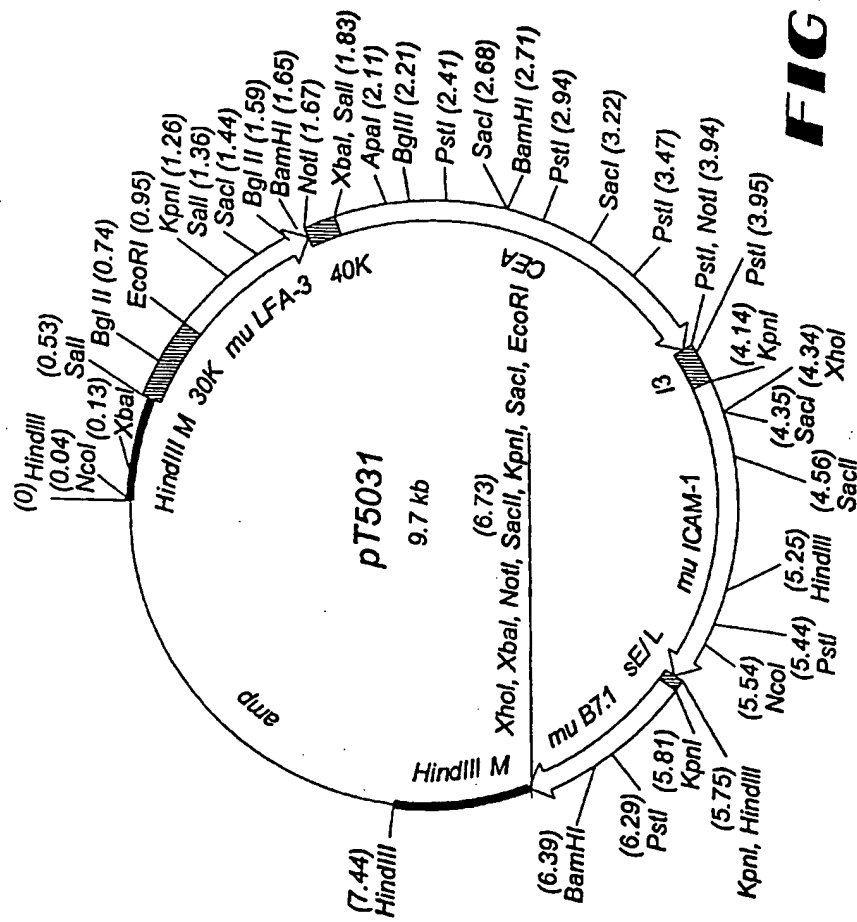 (0) HindIII
(0.04)
NcoI
(0.13)
XbaI
(0.53)
SalI
Bgl II (0.74)
EcoRI (0.95)
KpnI (1.26)
SalI (1.36)
SacI (1.44)
Bgl II (1.59)
BamHI (1.65)
NotI (1.67)
XbaI, SalI (1.83)
ApaI (2.11)
BglII (2.21)
PstI (2.41)
SacI (2.68)
BamHI (2.71)
PstI (2.94)
SacI (3.22)
PstI (3.47)
PstI, NotI (3.94)
PstI (3.95)
(4.14)
KpnI
(4.34)
XhoI
(4.35)
SacI
(4.56)
SacII
(5.25)
HindIII
(5.44)
PstI
(5.54)
NcoI
(5.75)
KpnI, HindIII
(5.81)
KpnI
(6.29)
PstI
(6.39)
BamHI
(6.73)
XhoI, XbaI, NotI, SacII, KpnI, SacI, EcoRI
(7.44)
HindIII
HindIII M
30K
mu LFA-3
40K
CEA
I3
mu ICAM-1
sE/L
mu B7.1
HindIII M
amp
pT5031
9.7 kb
FIG